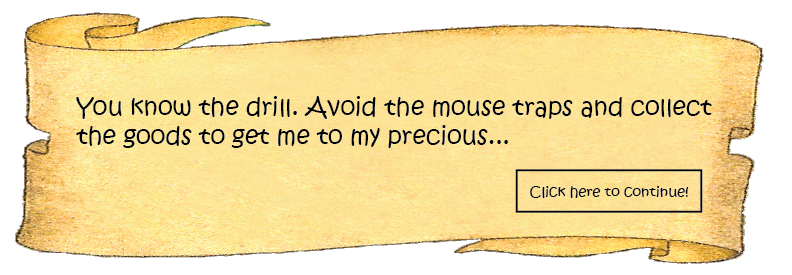 You know the drill. Avoid the mouse traps and collect
the goods to get me to my precious...
Click here to Continue!